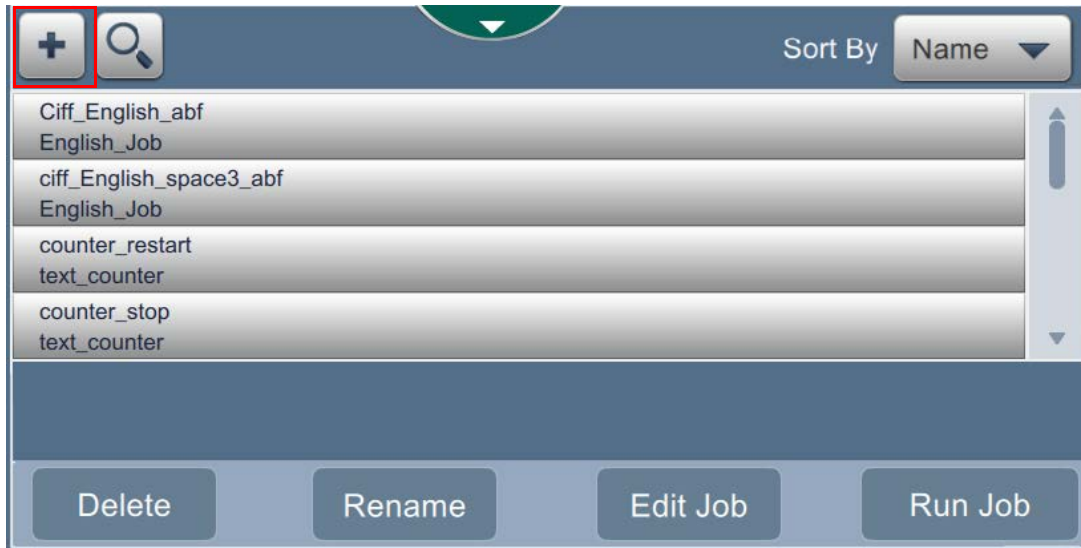 Sort By Name
Ciff_English_abf
English_Job
ciff_English_space3_abf
English_Job
counter_restart
text_counter
counter_stop
text_counter
Delete Rename Edit Job Run Job